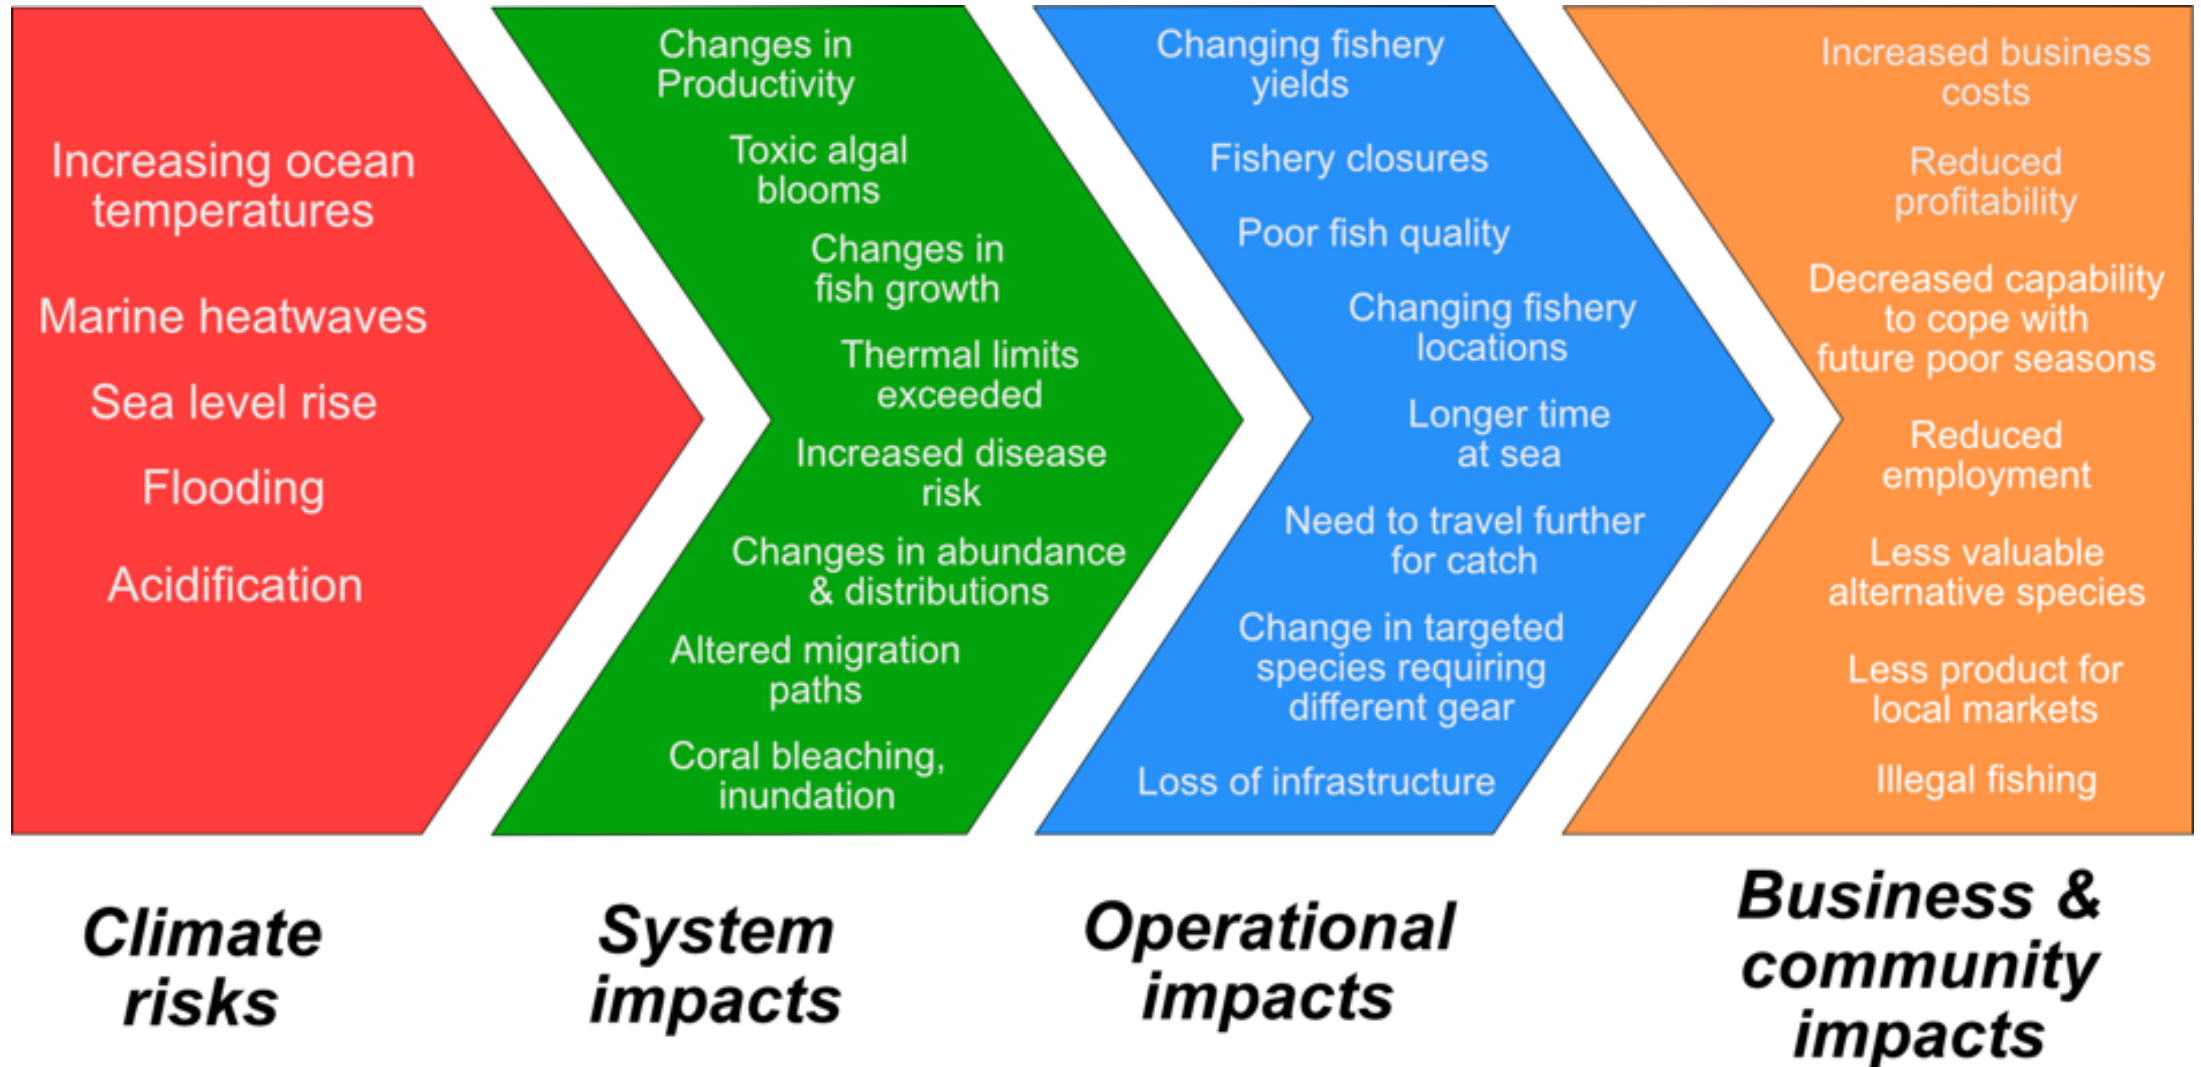 Increasing ocean
temperatures
Marine heatwaves
Sea level rise
Flooding
Acidification
Changes in
Productivity
Toxic algal
blooms
Changes in
fish growth
Thermal limits
exceeded
Increased disease
risk
Changes in abundance
& distributions
Altered migration
paths
Coral bleaching,
inundation
Changing fishery
yields
Fishery closures
Poor fish quality
Changing fishery
locations
Longer time
at sea
Need to travel further
for catch
Change in targeted
species requiring
different gear
Loss of infrastructure
Increased business
costs
Reduced
profitability
Decreased capability
to cope with
future poor seasons
Reduced
employment
Less valuable
alternative species
Less product for
local markets
Illegal fishing
Climate
risks
System
impacts
Operational
impacts
Business &
community
impacts